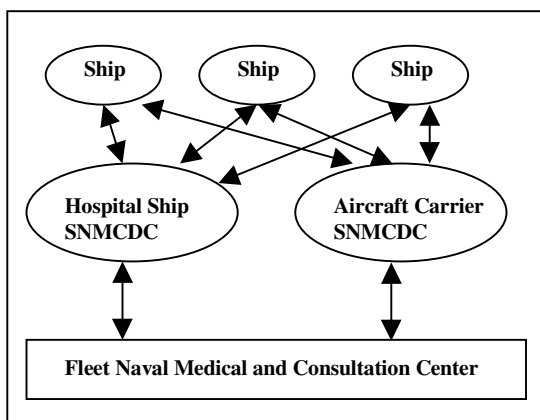 Ship
Ship
Ship
Hospital Ship
SNMCDC
Aircraft Carrier
SNMCDC
Fleet Naval Medical and Consultation Center